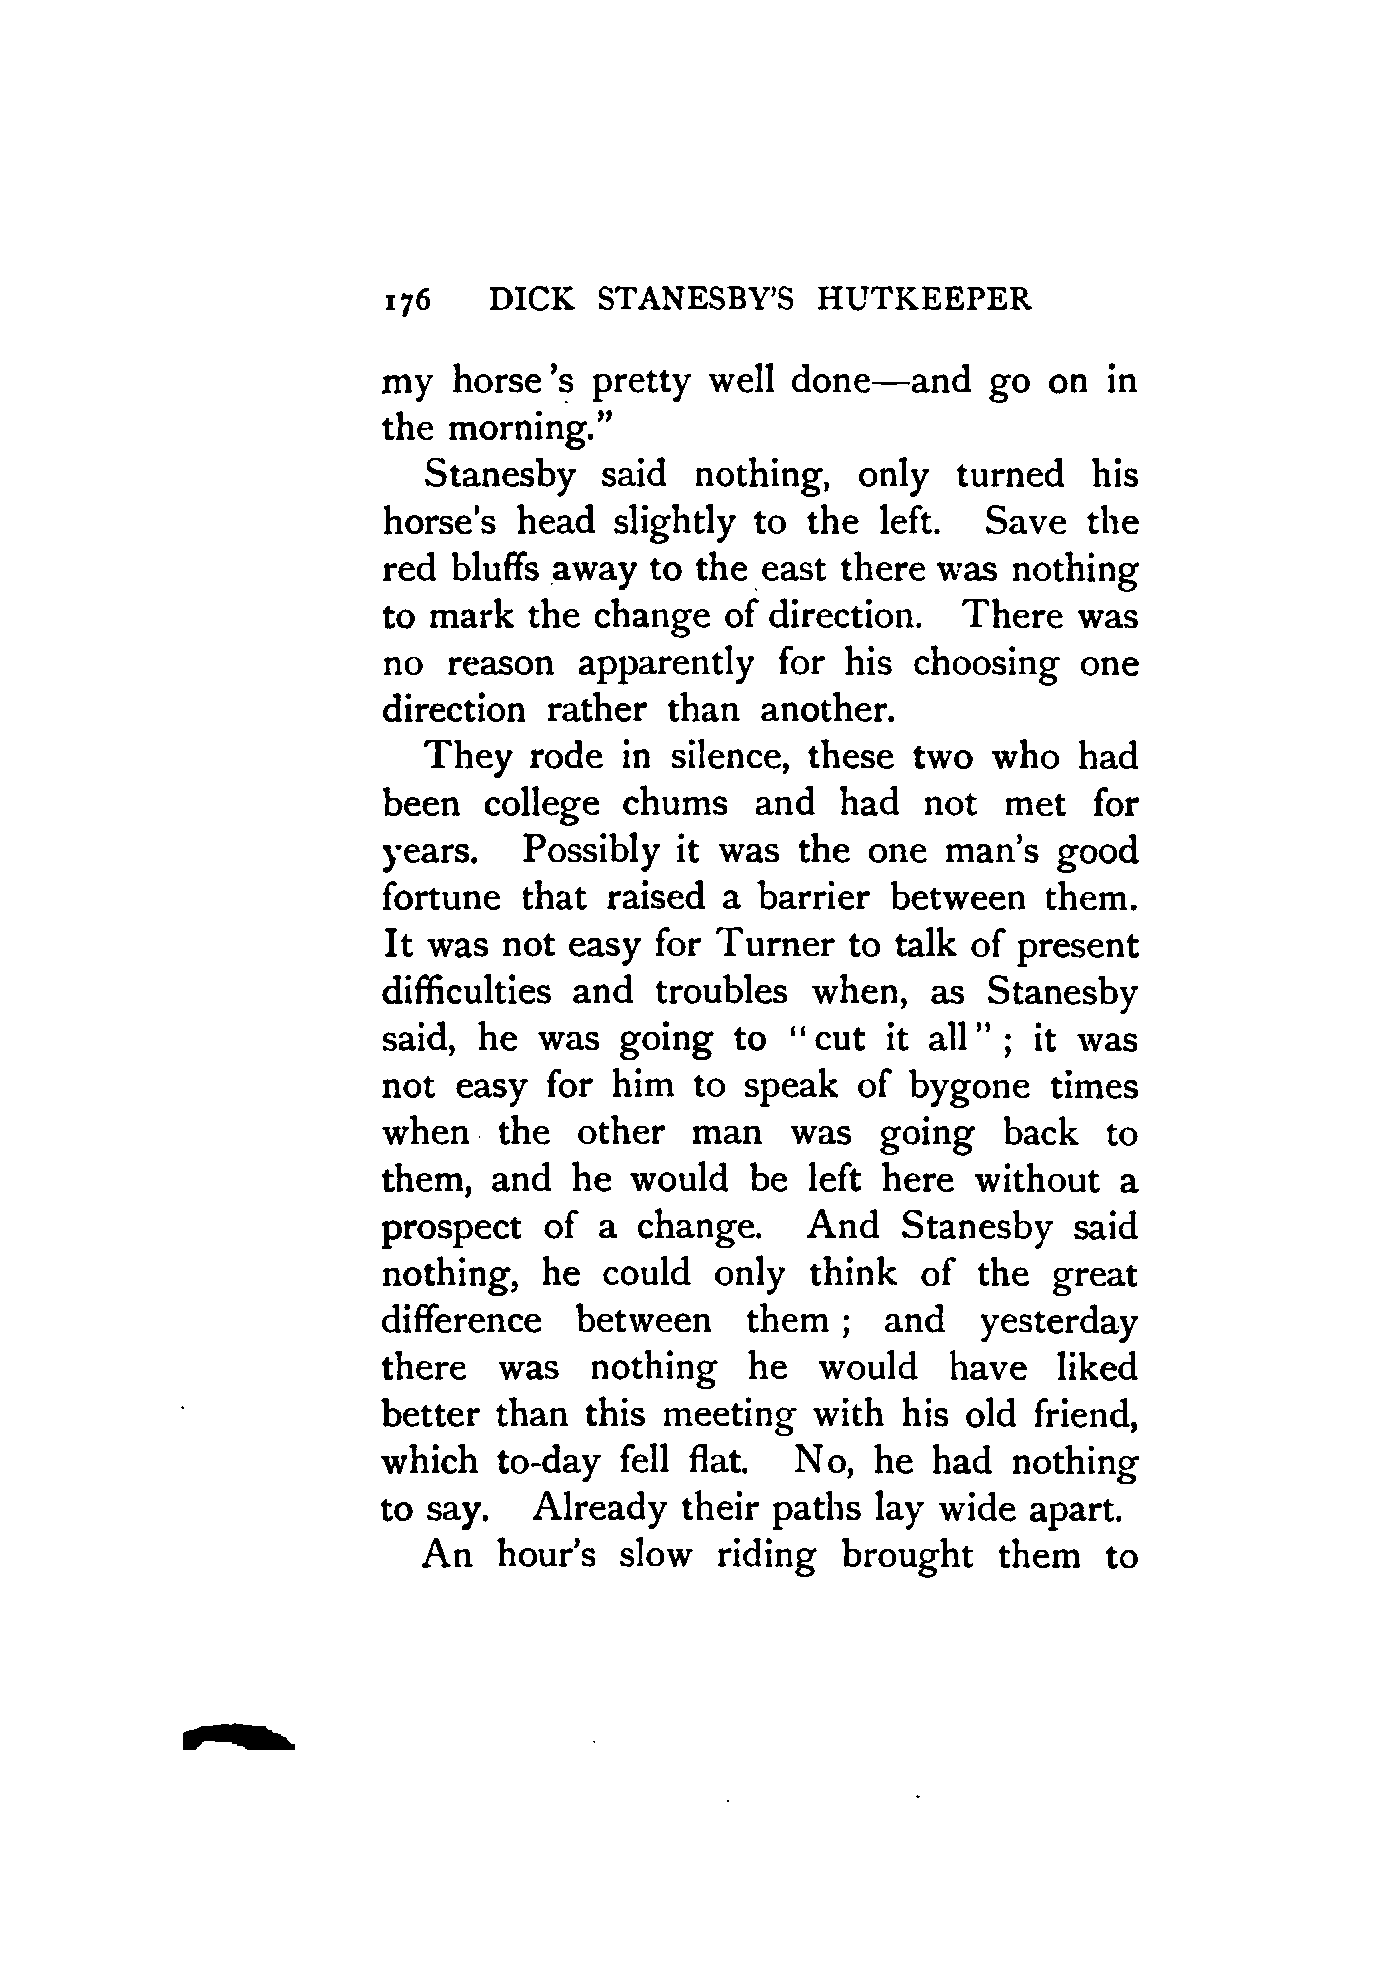 176 DICK STANESBY'S HUTKEEPER
my horse's pretty well done—and go on in
the morning."
Stanesby said nothing, only turned his
horse's head slightly to the left. Save the
red bluffs away to the east there was nothing
to mark the change of direction. There was
no reason apparently for his choosing one
direction rather than another.
They rode in silence, these two who had
been college chums and had not met for
years. Possibly it was the one man's good
fortune that raised a barrier between them.
It was not easy for Turner to talk of present
difficulties and troubles when, as Stanesby
said, he was going to "cut it all"; it was
not easy for him to speak of bygone times
when the other man was going back to
them, and he would be left here without a
prospect of a change. And Stanesby said
nothing, he could only think of the great
difference between them; and yesterday
there was nothing he would have liked
better than this meeting with his old friend,
which to-day fell flat. No, he had nothing
to say. Already their paths lay wide apart.
An hour's slow riding brought them to